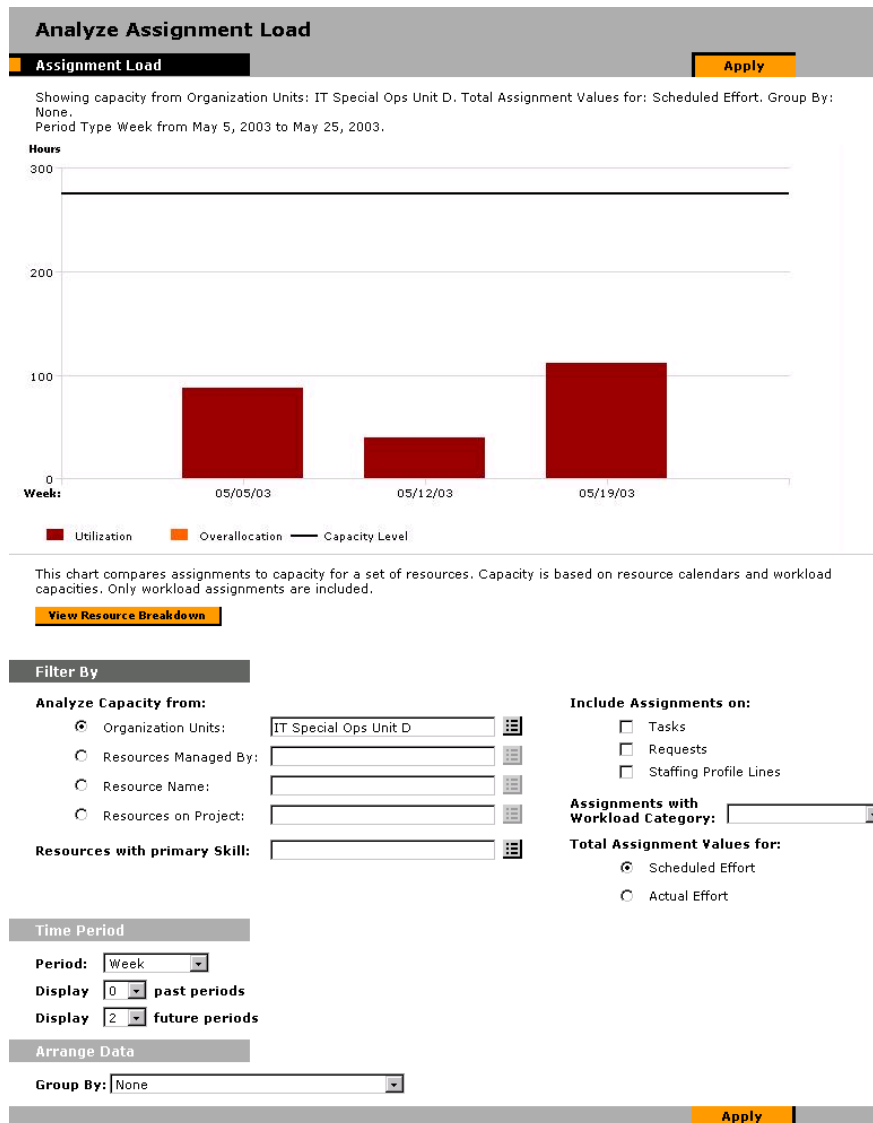 Analyze Assignment Load
Assignment Load
Apply
Showing capacity from Organization Units: IT Special Ops Unit D. Total Assignment Values for: Scheduled Effort. Group By:
None.
Period Type Week from May 5, 2003 to May 25, 2003.
Hours
300
200
100
0
Week:
05/05/03
05/12/03
05/19/03
Utilization
Overallocation
Capacity Level
This chart compares assignments to capacity for a set of resources. Capacity is based on resource calendars and workload
capacities. Only workload assignments are included.
View Resource Breakdown
Filter By
Analyze Capacity from:
Organization Units: IT Special Ops Unit D
Resources Managed By:
Resource Name:
Resources on Project:
Resources with primary Skill:
Include Assignments on:
Tasks
Requests
Staffing Profile Lines
Assignments with
Workload Category:
Total Assignment Values for:
Scheduled Effort
Actual Effort
Time Period
Period: Week
Display 0 past periods
Display 2 future periods
Arrange Data
Group By: None
Apply